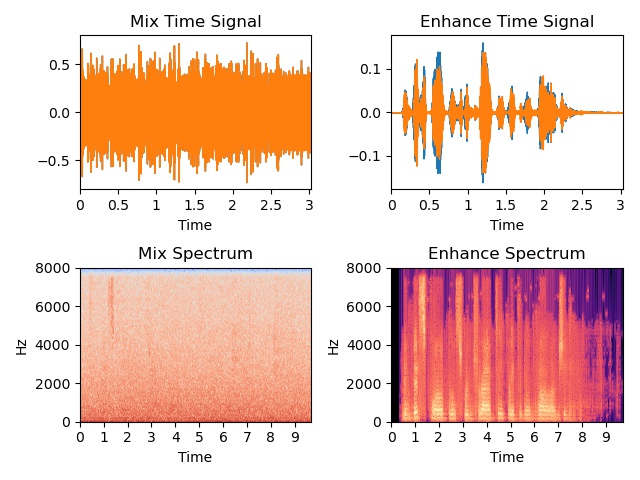 Mix Time Signal
0.5
0.0
−0.5
0 0.5 1 1.5 2 2.5 3
Time
Enhance Time Signal
0.1
0.0
−0.1
0 0.5 1 1.5 2 2.5 3
Time
Mix Spectrum
8000
6000
4000
2000
0
Hz
0 1 2 3 4 5 6 7 8 9
Time
Enhance Spectrum
8000
6000
4000
2000
0
Hz
0 1 2 3 4 5 6 7 8 9
Time